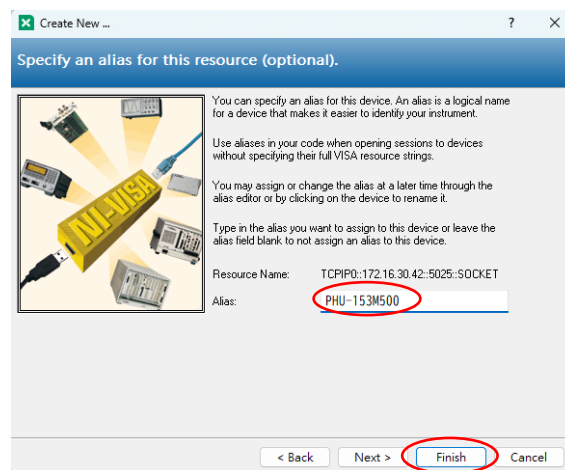 Create New ...
?
Specify an alias for this resource (optional).
You can specify an alias for this device. An alias is a logical name
for a device that makes it easier to identify your instrument.
Use aliases in your code when opening sessions to devices
without specifying their full VISA resource strings.
You may assign or change the alias at a later time through the
alias editor or by clicking on the device to rename it.
Type in the alias you want to assign to this device or leave the
alias field blank to not assign an alias to this device.
NI-VISA
Resource Name: TCPIP0::172.16.30.42::5025::SOCKET
Alias: PHU-153M500
< Back Next > Finish Cancel